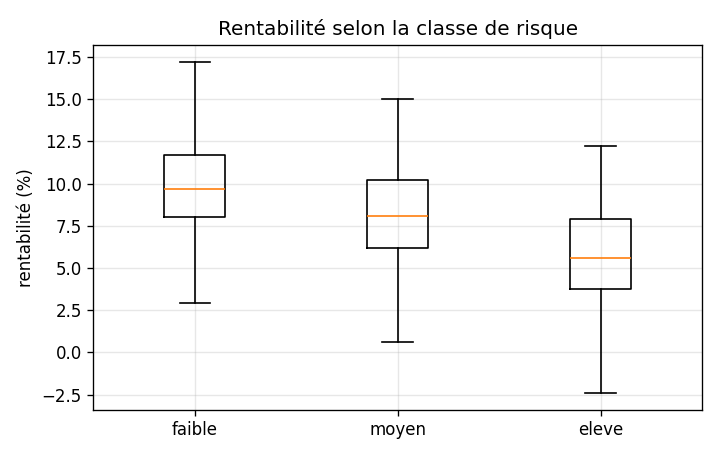 Rentabilité selon la classe de risque
rentabilité (%)
17.5
15.0
12.5
10.0
7.5
5.0
2.5
0.0
−2.5
faible
moyen
eleve